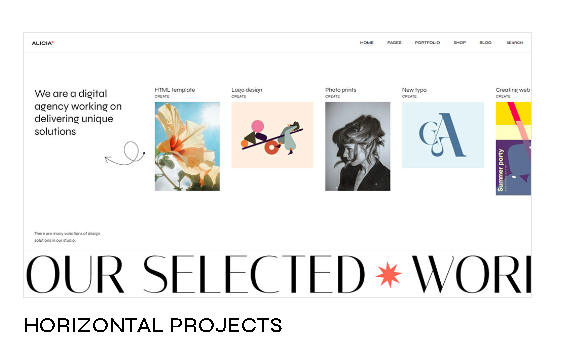 ALICIA*
HOME PAGES PORTFOLIO SHOP BLOG SEARCH
We are a digital
agency working on
delivering unique
solutions
HTML template
CREATE
Logo design
CREATE
Photo prints
CREATE
New typo
CREATE
Creating web
CREATE
Summer party
There are many variations of design
solutions in our studio.
OUR SELECTED WOR
HORIZONTAL PROJECTS